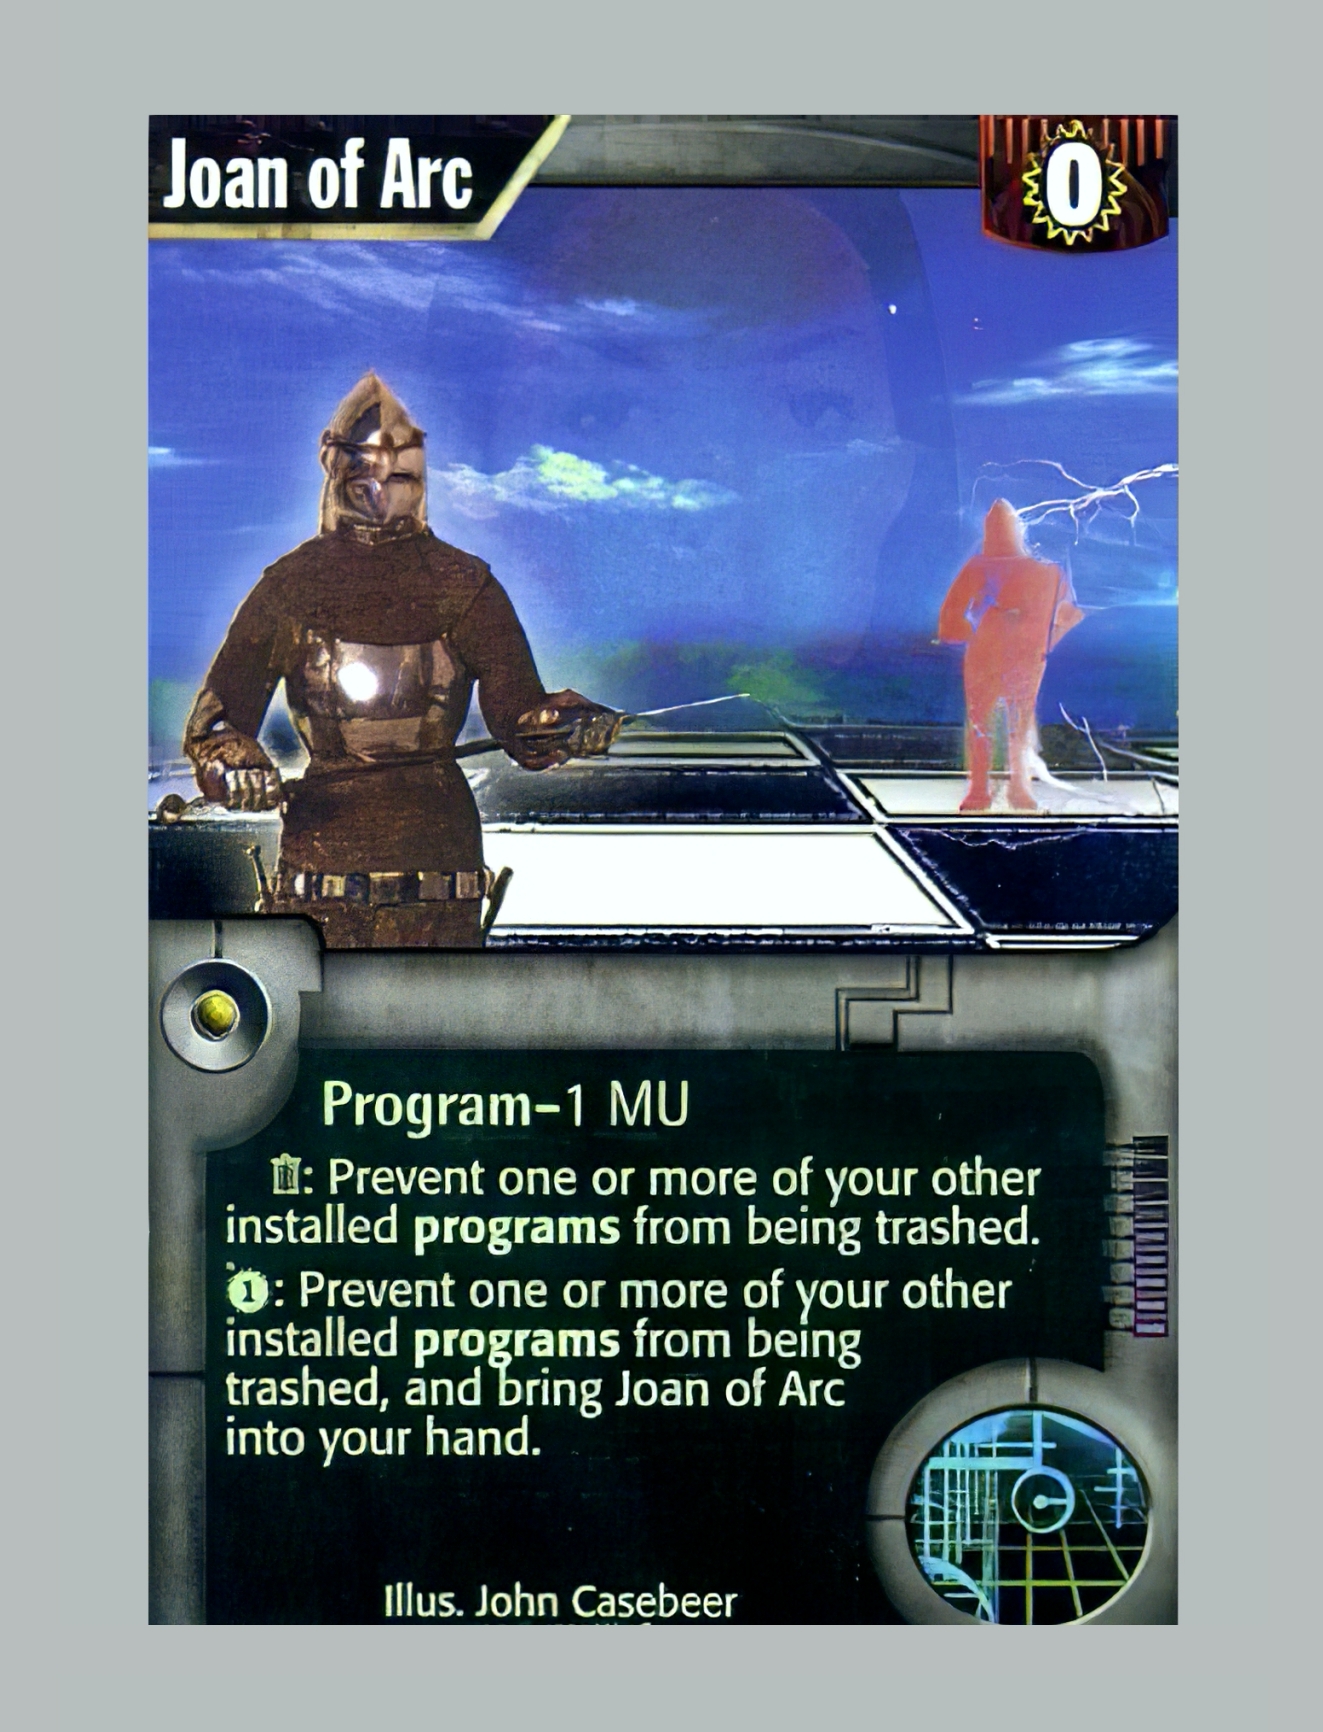 Joan of Arc
0
Program–1 MU
: Prevent one or more of your other
installed programs from being trashed.
1: Prevent one or more of your other
installed programs from being
trashed, and bring Joan of Arc
into your hand.
Illus. John Casebeer